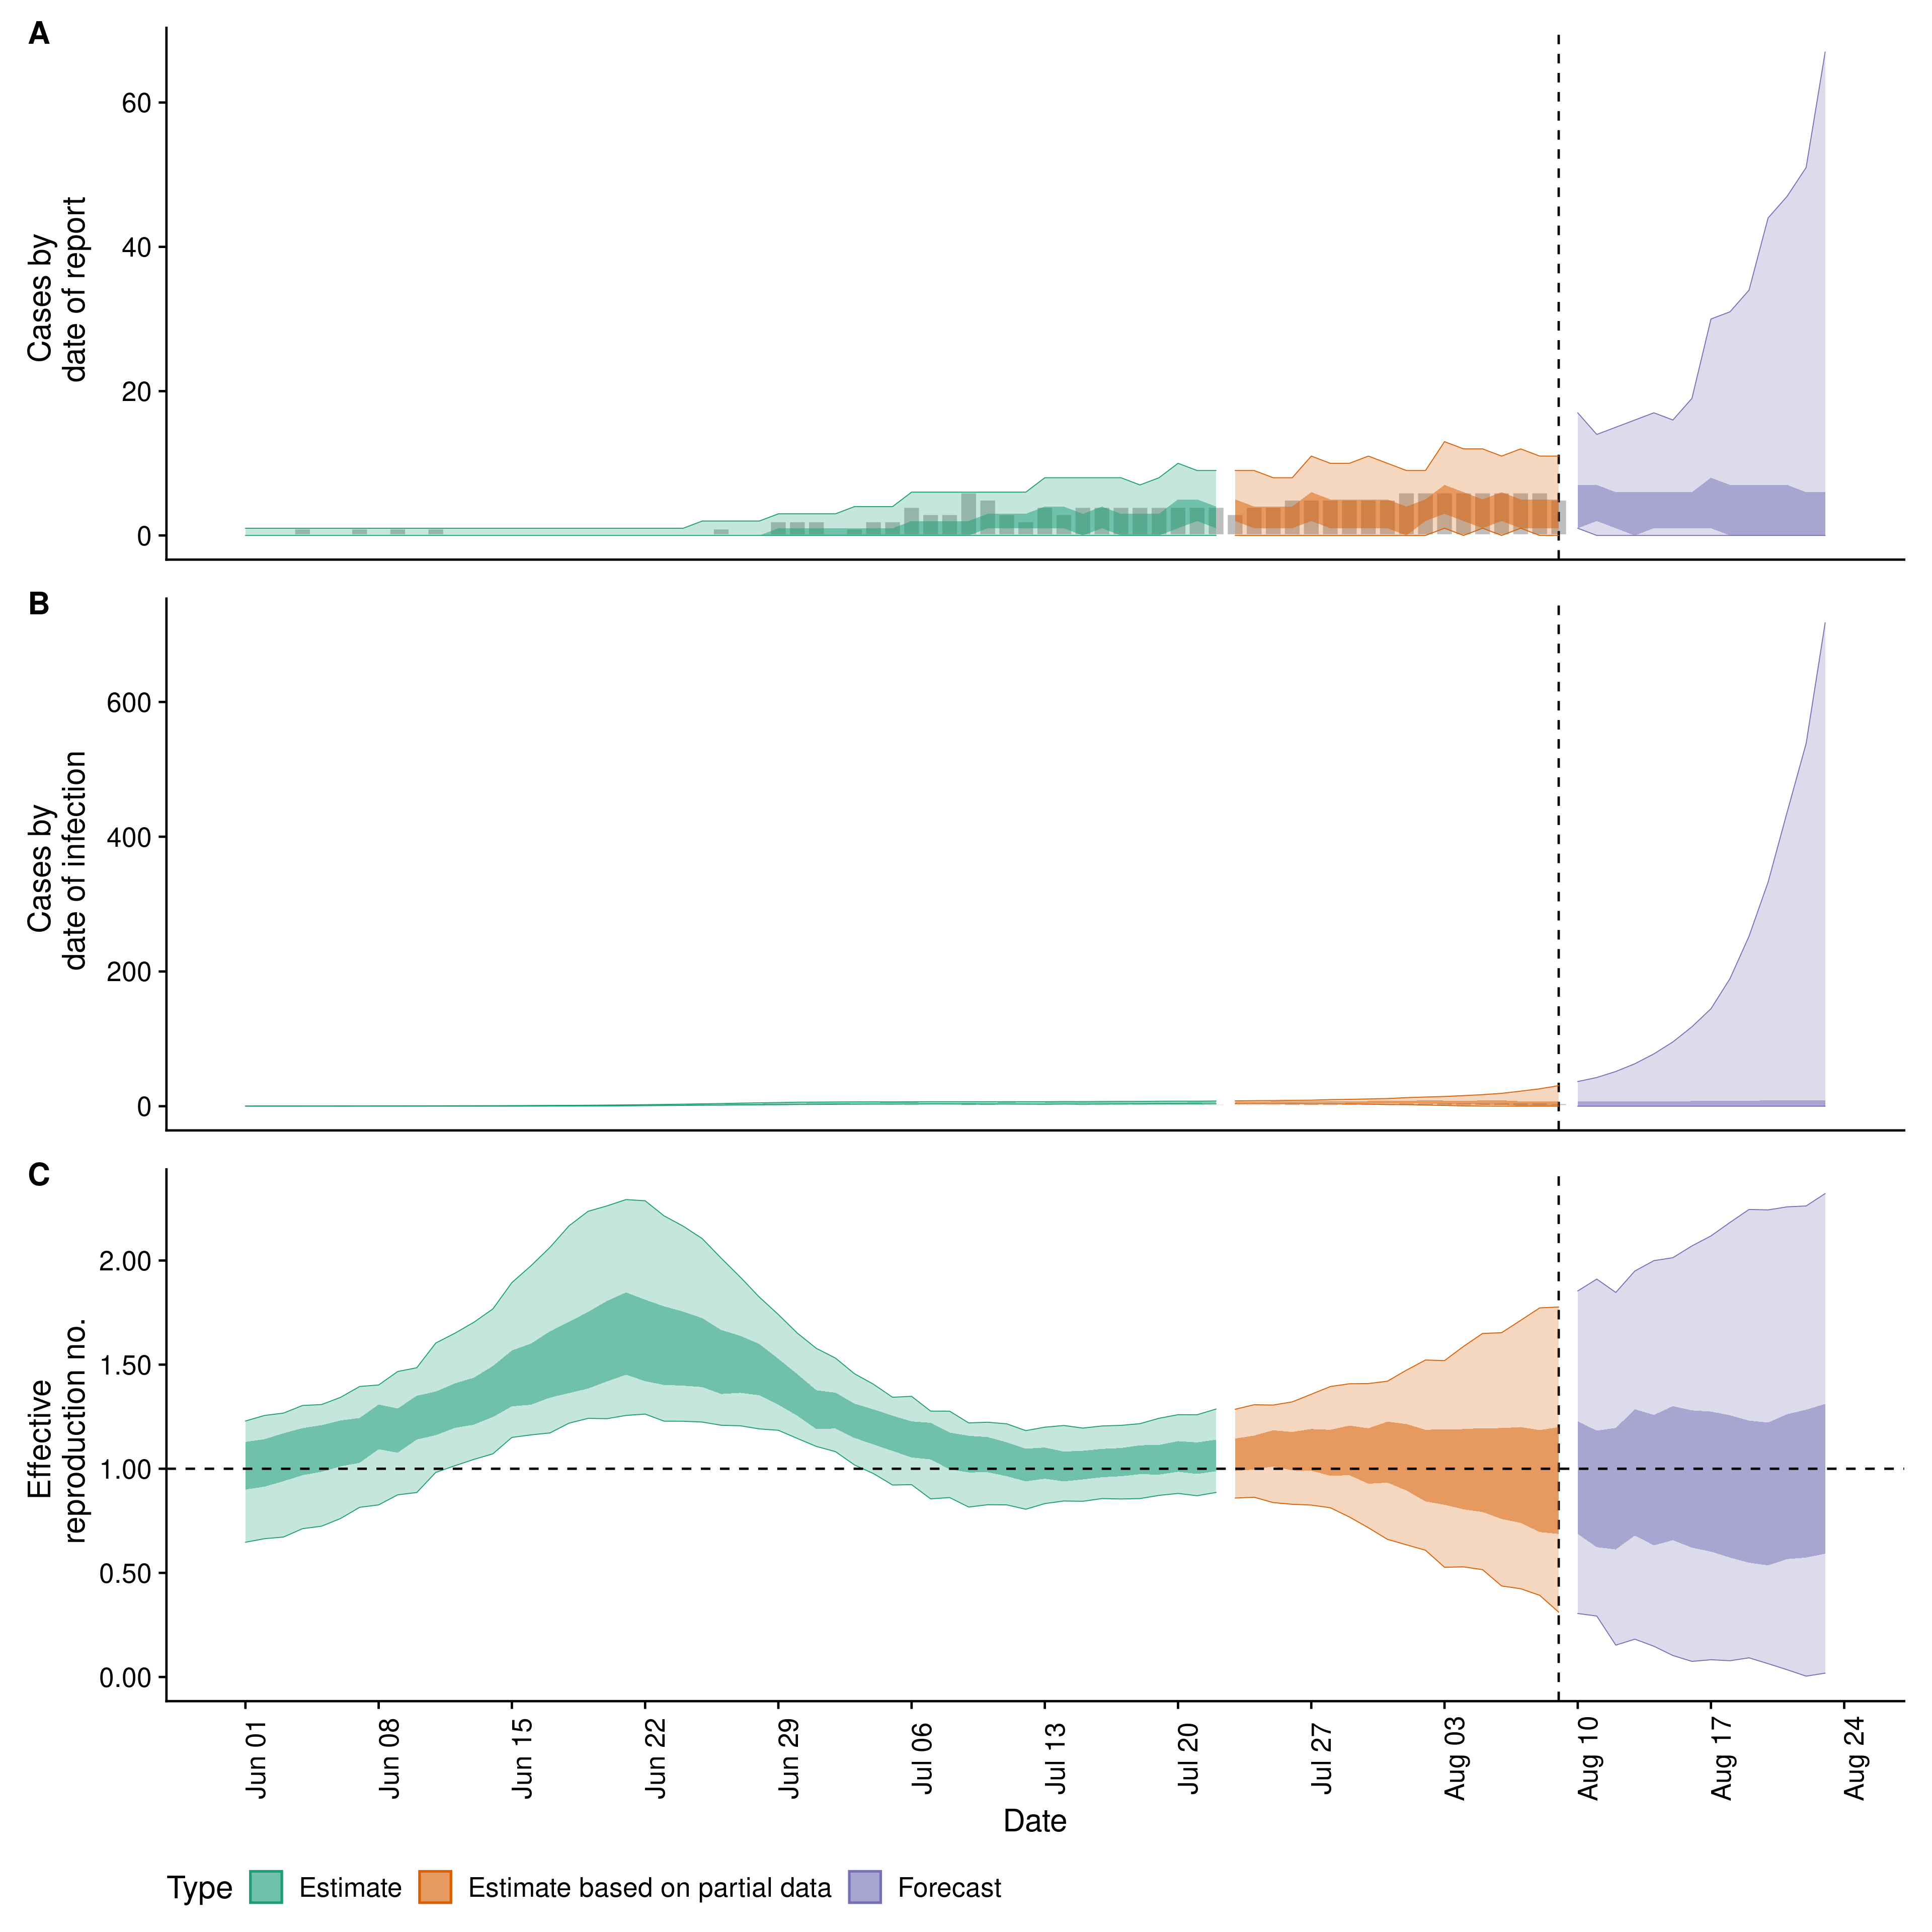 A
Cases by
date of report
60
40
20
0
B
Cases by
date of infection
600
400
200
0
C
Effective
reproduction no.
2.00
1.50
1.00
0.50
0.00
Jun 01
Jun 08
Jun 15
Jun 22
Jun 29
Jul 06
Jul 13
Jul 20
Jul 27
Aug 03
Aug 10
Aug 17
Aug 24
Date
Type Estimate Estimate based on partial data Forecast